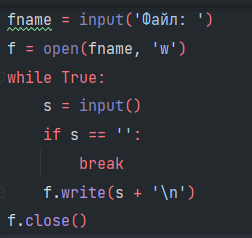 fname = input('Файл: ')
f = open(fname, 'w')
while True:
    s = input()
    if s == '':
        break
    f.write(s + '\n')
f.close()